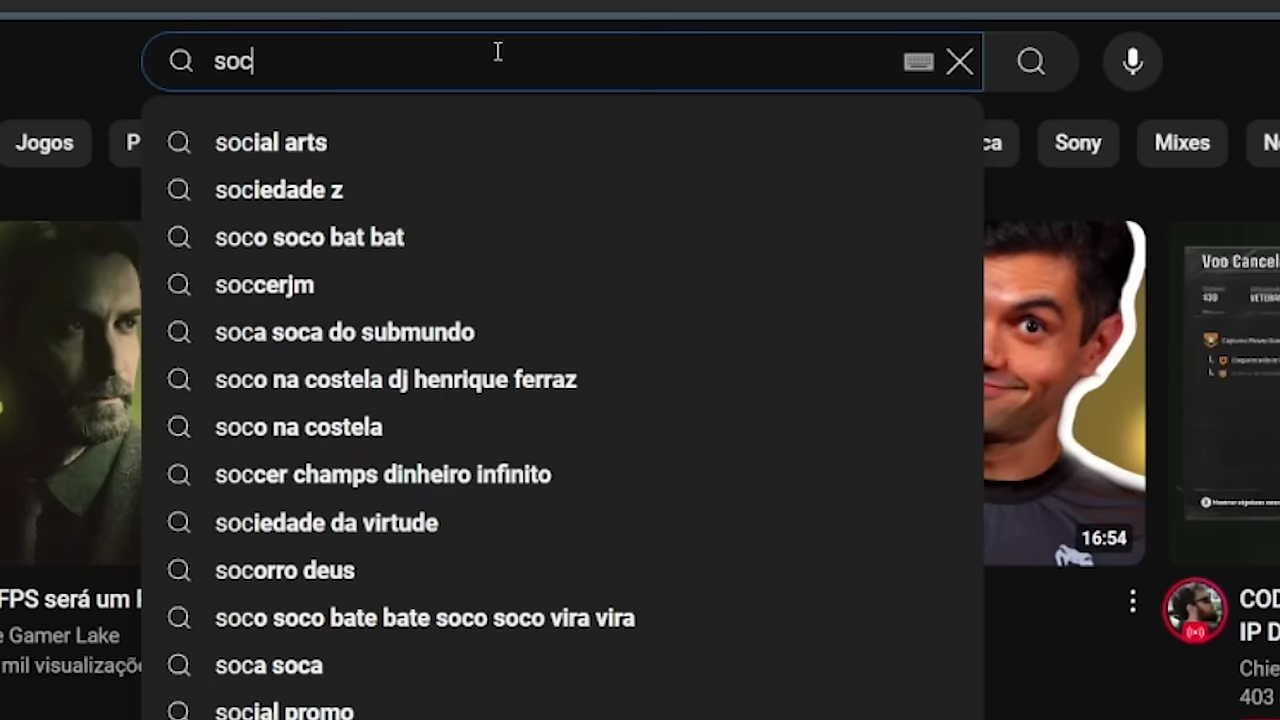 soc
Jogos
P
ca
Sony
Mixes
N
social arts
sociedade z
soco soco bat bat
soccerjm
soca soca do submundo
soco na costela dj henrique ferraz
soco na costela
soccer champs dinheiro infinito
sociedade da virtude
socorro deus
soco soco bate bate soco soco vira vira
soca soca
social promo
Voo Cancel
16:54
FPS será um
e Gamer Lake
mil visualizaçõ
COD
IP D
Chie
403